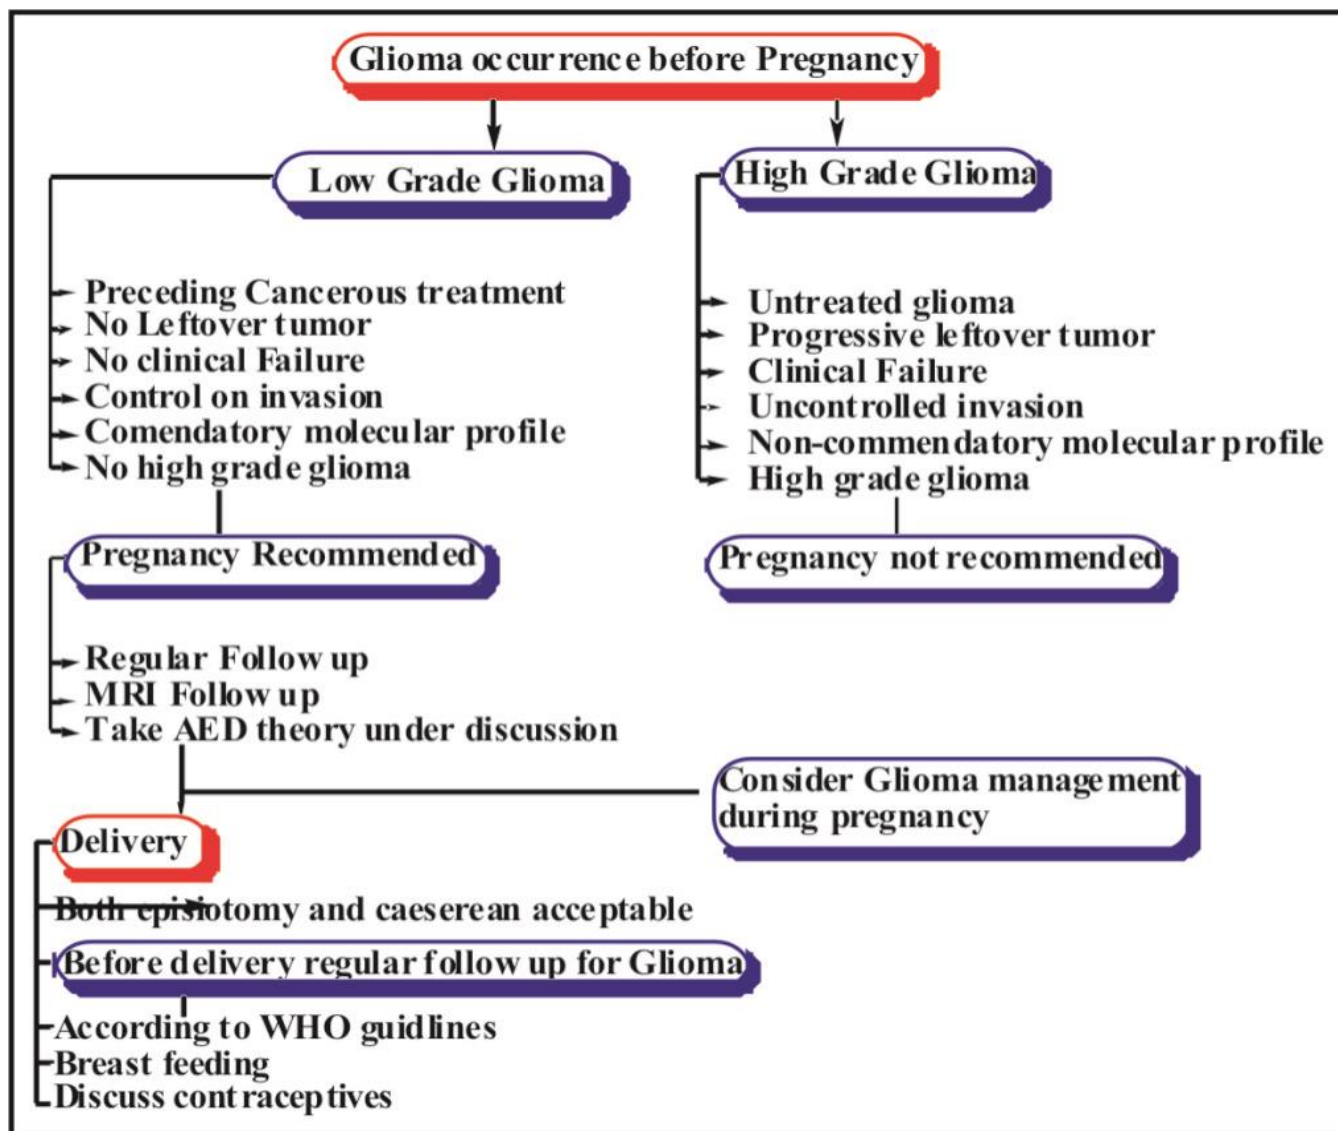 Glioma occurrence before Pregnancy
Low Grade Glioma
Preceding Cancerous treatment
No Leftover tumor
No clinical Failure
Control on invasion
Comendatory molecular profile
No high grade glioma
High Grade Glioma
Untreated glioma
Progressive leftover tumor
Clinical Failure
Uncontrolled invasion
Non-commendatory molecular profile
High grade glioma
Pregnancy Recommended
Pregnancy not recommended
Regular Follow up
MRI Follow up
Take AED theory under discussion
Consider Glioma management
during pregnancy
Delivery
Both episiotomy and caeserean acceptable
Before delivery regular follow up for Glioma
According to WHO guidlines
Breast feeding
Discuss contraceptives